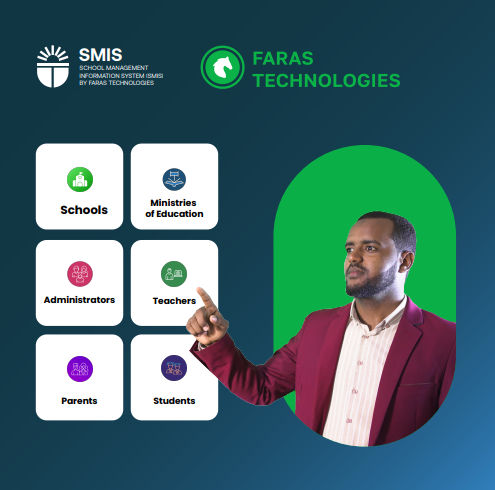 SMIS
SCHOOL MANAGEMENT
INFORMATION SYSTEM (SMIS)
BY FARAS TECHNOLOGIES
FARAS
TECHNOLOGIES
Schools
Ministries
of Education
Administrators
Teachers
Parents
Students